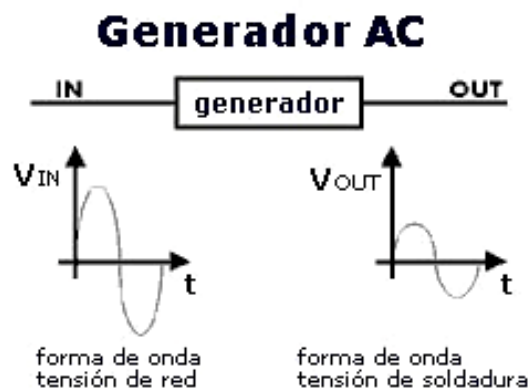 Generador AC
IN
generador
OUT
VIN
t
VOUT
t
forma de onda
tensión de red
forma de onda
tensión de soldadura